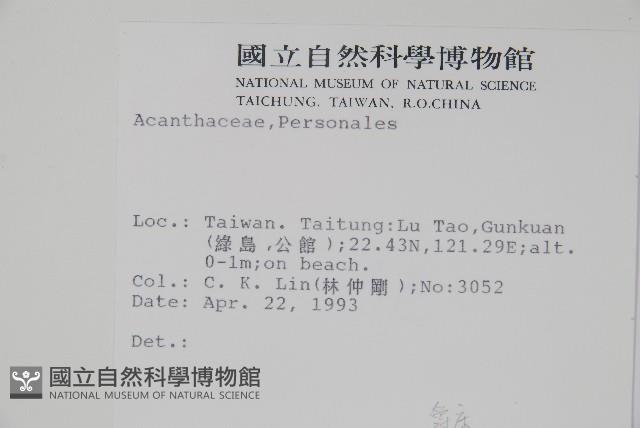 國立自然科學博物館
NATIONAL MUSEUM OF NATURAL SCIENCE
TAICHUNG, TAIWAN, R.O.CHINA
Acanthaceae,Personales
Loc.: Taiwan. Taitung:Lu Tao,Gunkuan
(綠島,公館);22.43N,121.29E;alt.
0-1m;on beach.
Col.: C. K. Lin(林仲剛);No:3052
Date: Apr. 22, 1993
Det.:
國立自然科學博物館
NATIONAL MUSEUM OF NATURAL SCIENCE